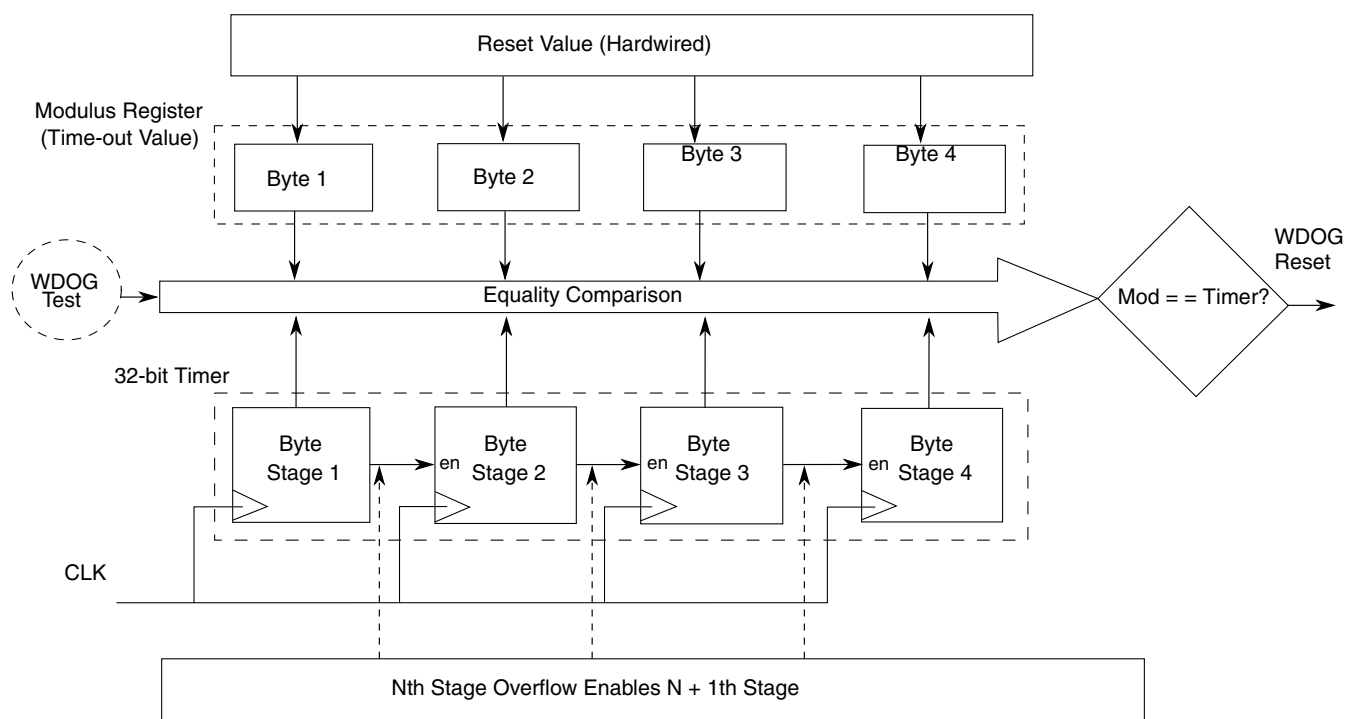 Reset Value (Hardwired)
Modulus Register
(Time-out Value)
Byte 1
Byte 2
Byte 3
Byte 4
WDOG
Test
Equality Comparison
Mod = = Timer?
WDOG
Reset
32-bit Timer
Byte
Stage 1
en
Byte
Stage 2
en
Byte
Stage 3
en
Byte
Stage 4
CLK
Nth Stage Overflow Enables N + 1th Stage